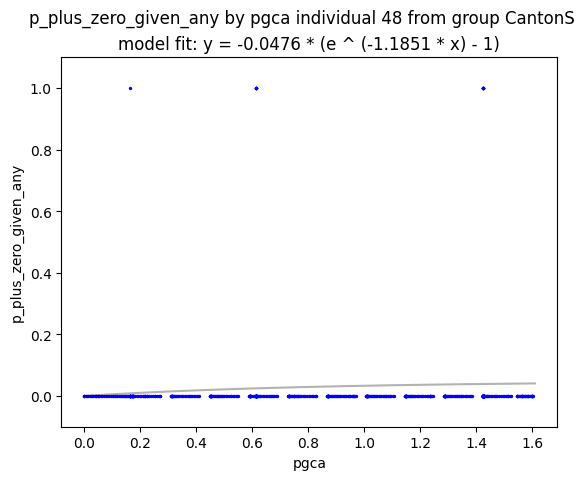 p_plus_zero_given_any by pgca individual 48 from group CantonS
model fit: y = -0.0476 * (e ^ (-1.1851 * x) - 1)
1.0
0.8
0.6
0.4
0.2
0.0
p_plus_zero_given_any
0.0 0.2 0.4 0.6 0.8 1.0 1.2 1.4 1.6
pgca